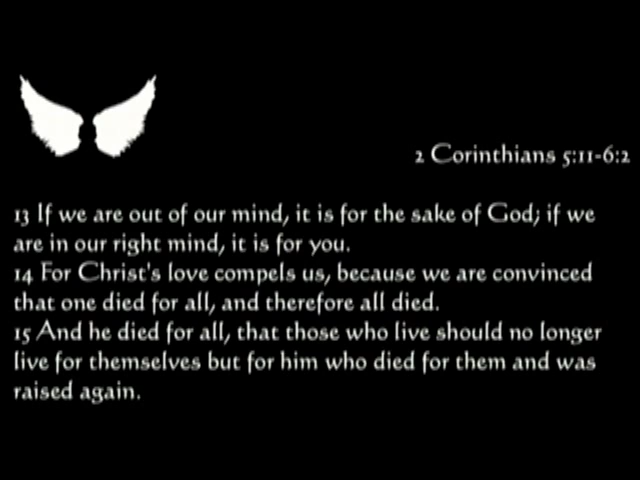 2 Corinthians 5:11-6:2
13 If we are out of our mind, it is for the sake of God; if we
are in our right mind, it is for you.
14 For Christ's love compels us, because we are convinced
that one died for all, and therefore all died.
15 And he died for all, that those who live should no longer
live for themselves but for him who died for them and was
raised again.